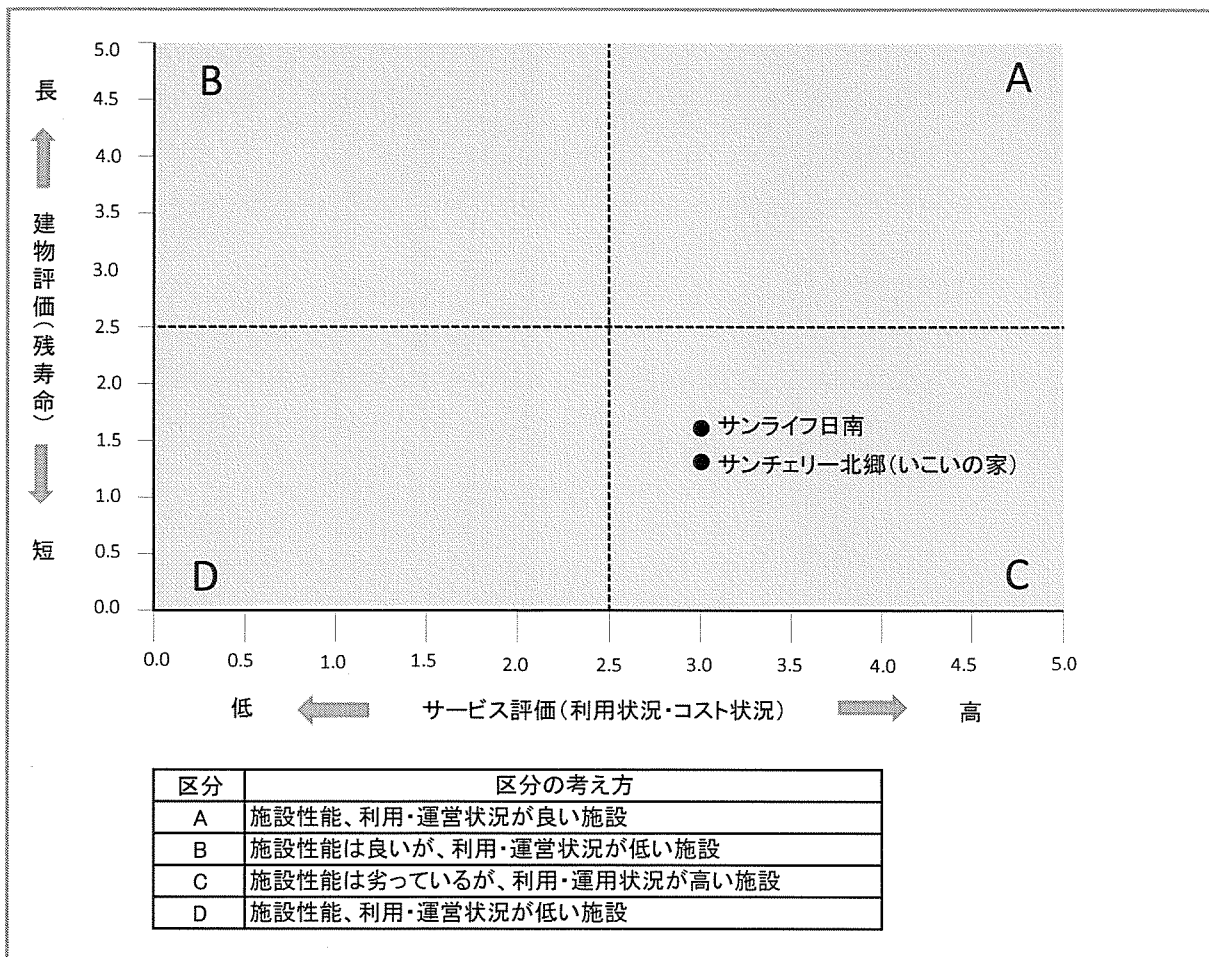 5.0
4.5
4.0
3.5
3.0
2.5
2.0
1.5
1.0
0.5
0.0
長
建物評価(残寿命)
短
B
A
D
C
サンライフ日南
サンチェリー北郷(いこいの家)
0.0 0.5 1.0 1.5 2.0 2.5 3.0 3.5 4.0 4.5 5.0
低 サービス評価(利用状況・コスト状況) 高
区分 区分の考え方
A 施設性能、利用・運営状況が良い施設
B 施設性能は良いが、利用・運営状況が低い施設
C 施設性能は劣っているが、利用・運用状況が高い施設
D 施設性能、利用・運営状況が低い施設